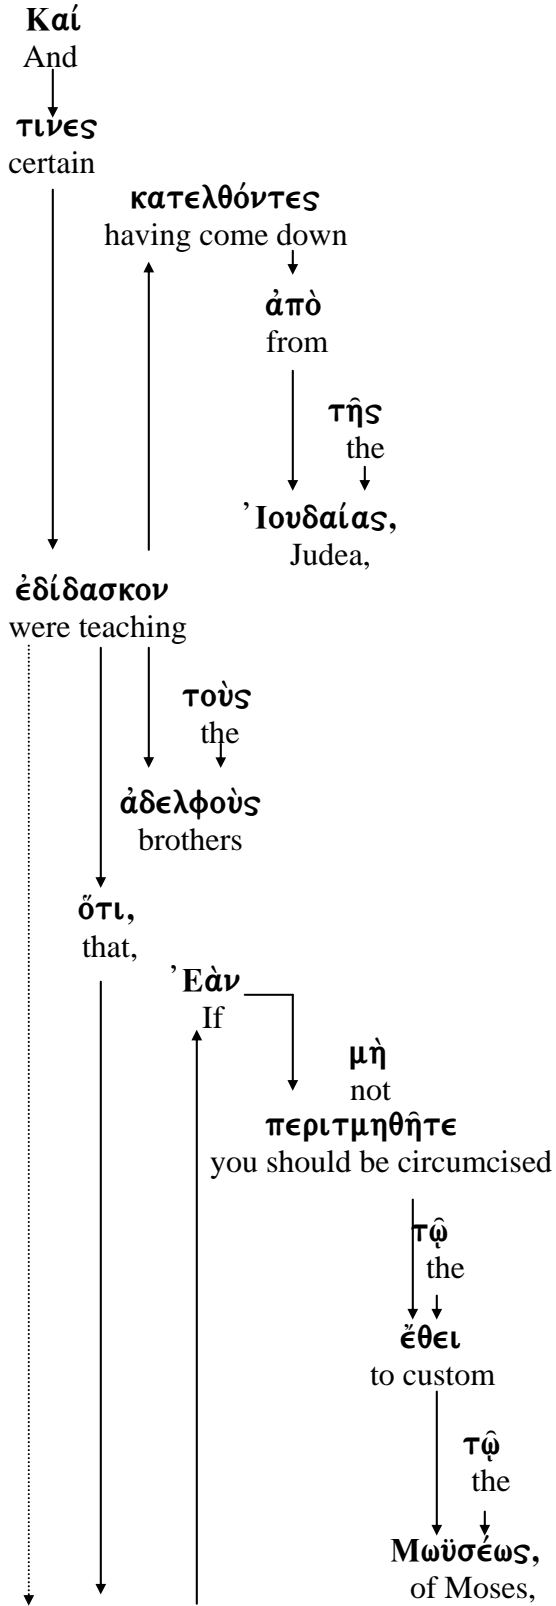 Καί
And
τινες
certain
κατελθόντες
having come down
ἀπὸ
from
τῆς
the
Ἰουδαίας,
Judea,
ἐδίδασκον
were teaching
τοὺς
the
ἀδελφοὺς
brothers
ὅτι,
that,
Ἐὰν
If
μὴ
not
περιτμηθῆτε
you should be circumcised
τῷ
the
ἔθει
to custom
τῷ
the
Μωϋσέως,
of Moses,